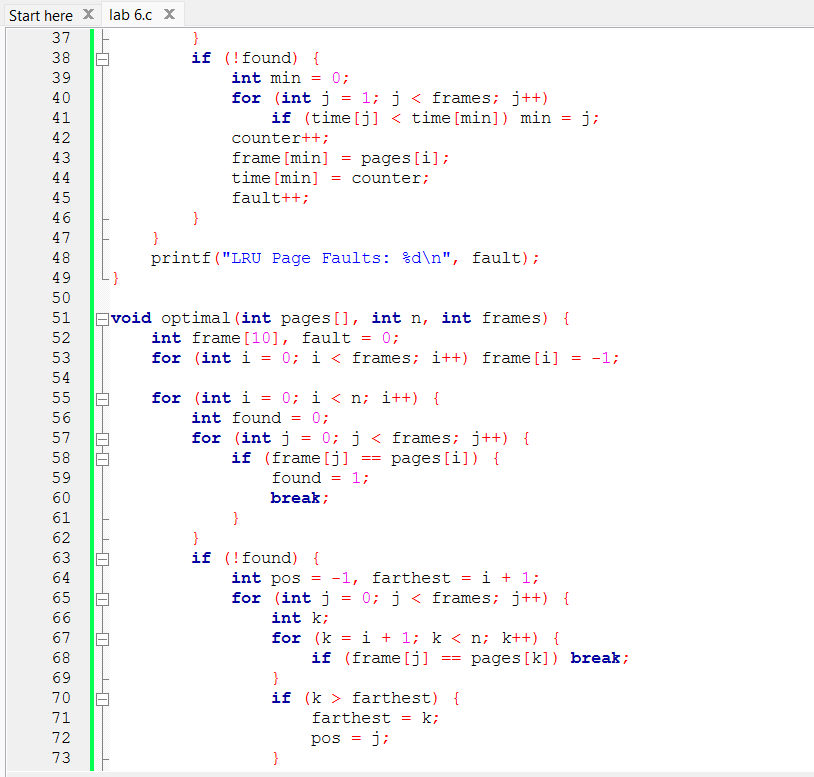 Start here X lab 6.c X
37 }
38 if (!found) {
39 int min = 0;
40 for (int j = 1; j < frames; j++)
41 if (time[j] < time[min]) min = j;
42 counter++;
43 frame[min] = pages[i];
44 time[min] = counter;
45 fault++;
46 }
47 }
48 printf("LRU Page Faults: %d\n", fault);
49 }
50
51 void optimal(int pages[], int n, int frames) {
52 int frame[10], fault = 0;
53 for (int i = 0; i < frames; i++) frame[i] = -1;
54
55 for (int i = 0; i < n; i++) {
56 int found = 0;
57 for (int j = 0; j < frames; j++) {
58 if (frame[j] == pages[i]) {
59 found = 1;
60 break;
61 }
62 }
63 if (!found) {
64 int pos = -1, farthest = i + 1;
65 for (int j = 0; j < frames; j++) {
66 int k;
67 for (k = i + 1; k < n; k++) {
68 if (frame[j] == pages[k]) break;
69 }
70 if (k > farthest) {
71 farthest = k;
72 pos = j;
73 }